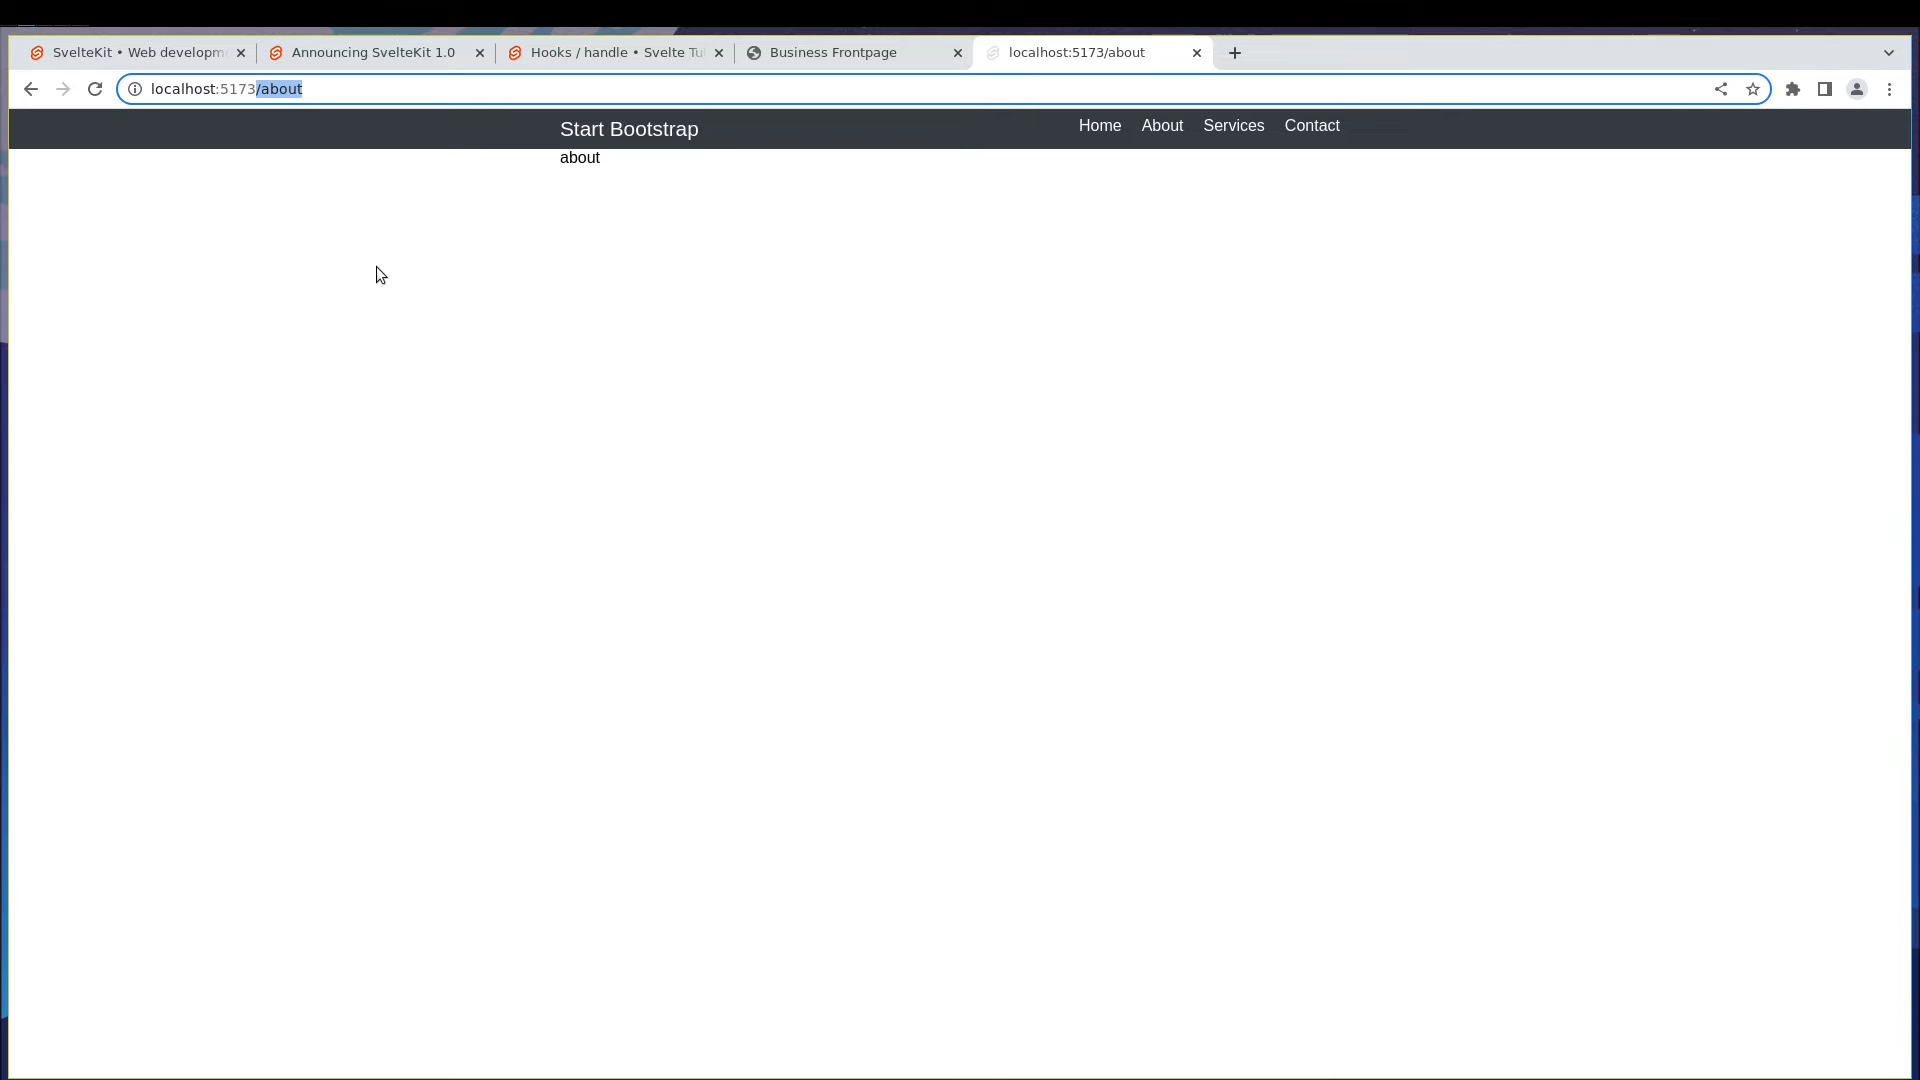 SvelteKit • Web developm
Announcing SvelteKit 1.0
Hooks / handle • Svelte Tu
Business Frontpage
localhost:5173/about
localhost:5173/about
Start Bootstrap
Home About Services Contact
about